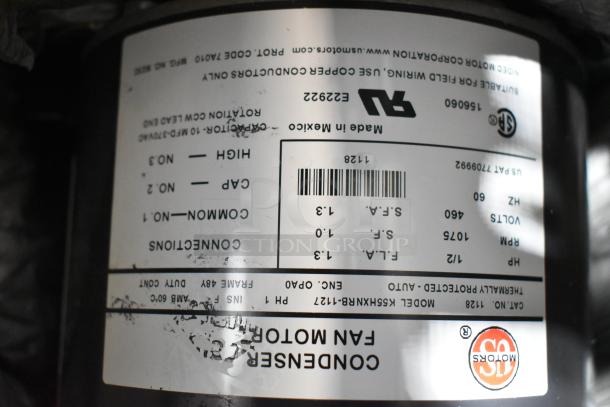 US
MOTORS
®
CONDENSER
FAN MOTOR
CAT. NO. 1128 MODEL K55HXNRB-1127 1 PH INS F AMB 60°C
THERMALLY PROTECTED - AUTO ENC. OPAO FRAME 48Y DUTY CONT
HP 1/2 F.L.A. 1.3
RPM 1075 S.F. 1.0
VOLTS 460 S.F.A. 1.3
HZ 60
US PAT 7709992 1128
CONNECTIONS
COMMON—NO. 1
CAP — NO. 2
HIGH — NO. 3
CAPACITOR- 10 MFD-370VAC
ROTATION CCW LEAD END
Made in Mexico
156060 E22922
SUITABLE FOR FIELD WIRING, USE COPPER CONDUCTORS ONLY
NIDEC MOTOR CORPORATION www.usmotors.com PROT. CODE 7A010 MFG. NO.
AUCTION GROUP